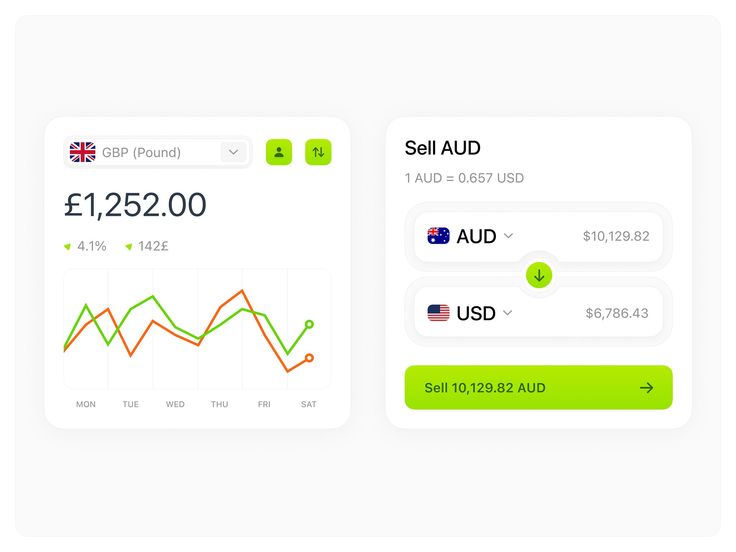 GBP (Pound)
£1,252.00
4.1% 142£
MON TUE WED THU FRI SAT
Sell AUD
1 AUD = 0.657 USD
AUD $10,129.82
USD $6,786.43
Sell 10,129.82 AUD